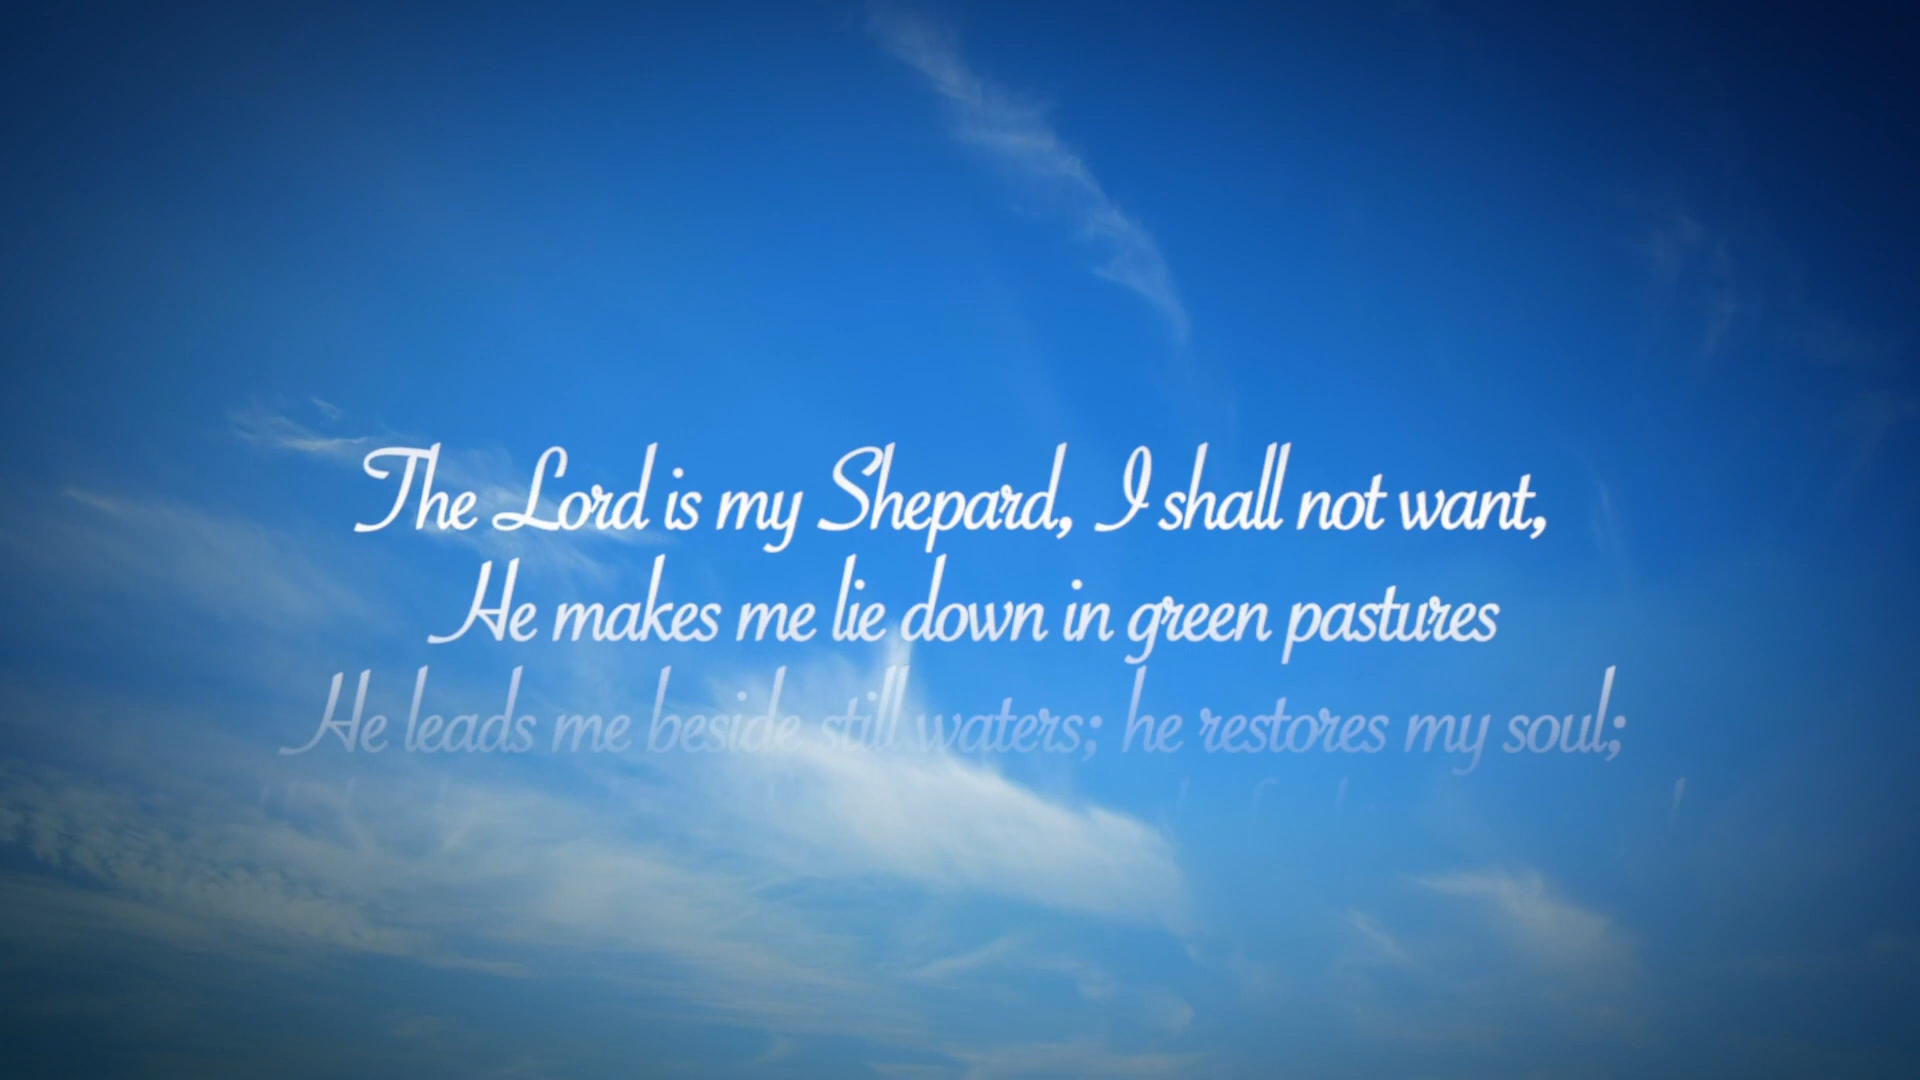 The Lord is my Shepard, I shall not want,
He makes me lie down in green pastures
He leads me beside still waters; he restores my soul;